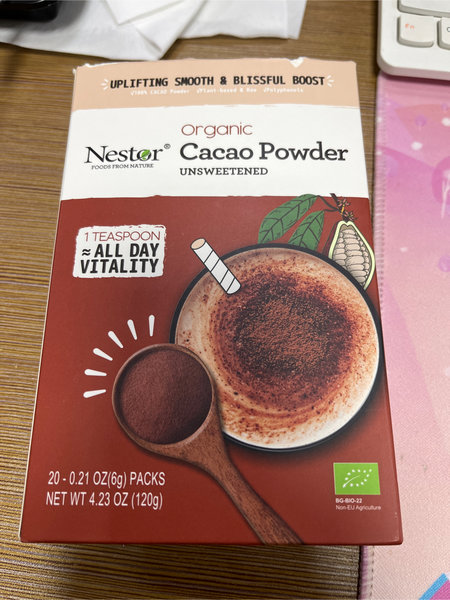 UPLIFTING SMOOTH & BLISSFUL BOOST
√100% CACAO Powder √Plant-based & Raw √Polyphenols
Organic
Nestor® Cacao Powder
FOODS FROM NATURE UNSWEETENED
1 TEASPOON
≈ ALL DAY
VITALITY
20 - 0.21 OZ(6g) PACKS
NET WT 4.23 OZ (120g)
BG-BIO-22
Non-EU Agriculture